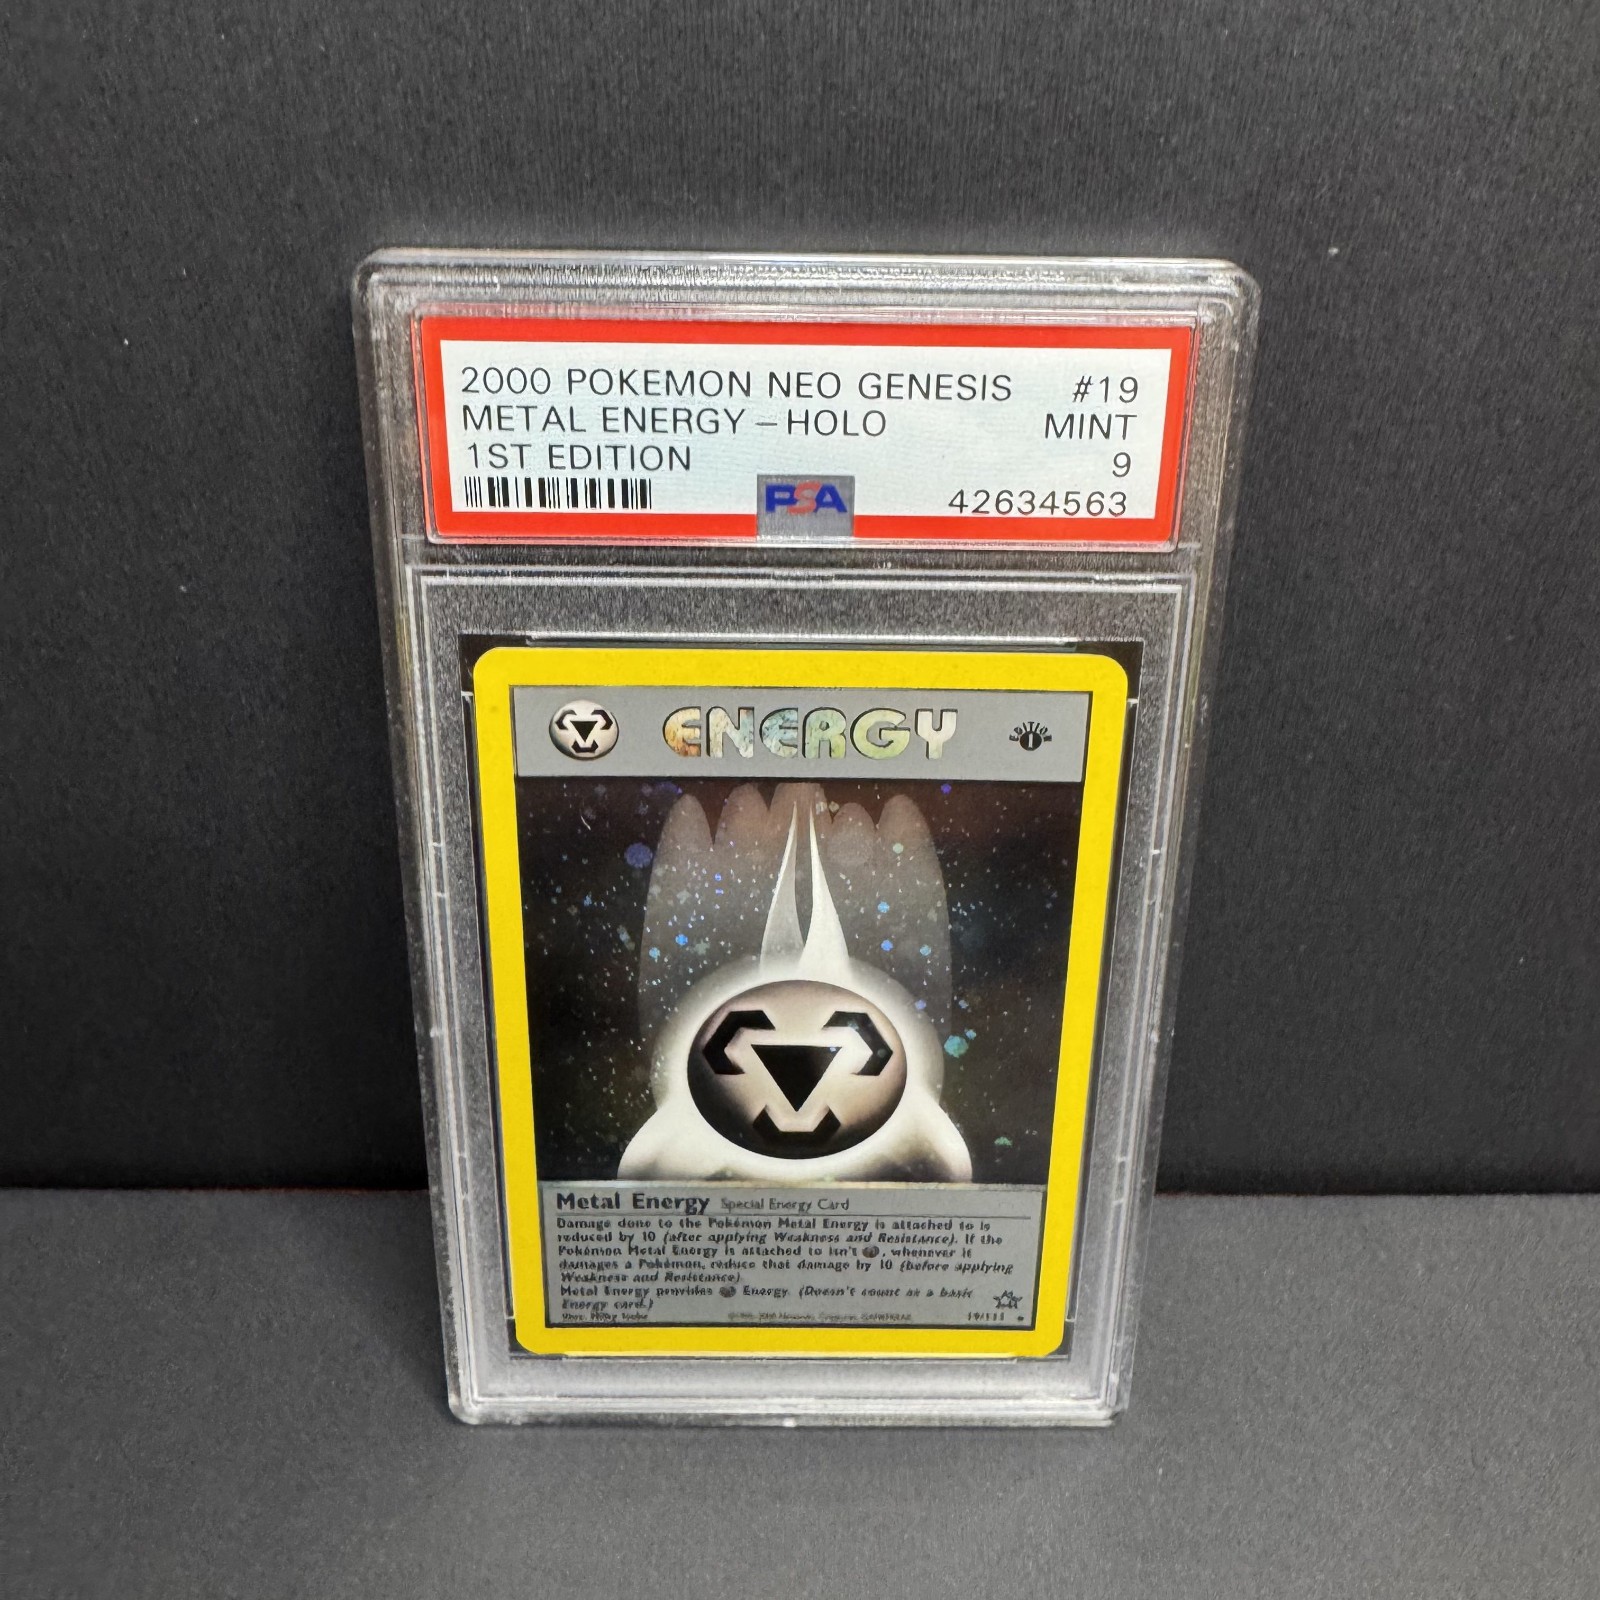 2000 POKEMON NEO GENESIS #19
METAL ENERGY - HOLO MINT
1ST EDITION 9
PSA 42634563
ENERGY
EDITION 1
Metal Energy Special Energy Card
Damage done to the Pokémon Metal Energy is attached to is
reduced by 10 (after applying Weakness and Resistance). If the
Pokémon Metal Energy is attached to isn't , whenever it
damages a Pokémon, reduce that damage by 10 (before applying
Weakness and Resistance).
Metal Energy provides Energy. (Doesn't count as a basic
Energy card.)
19/111